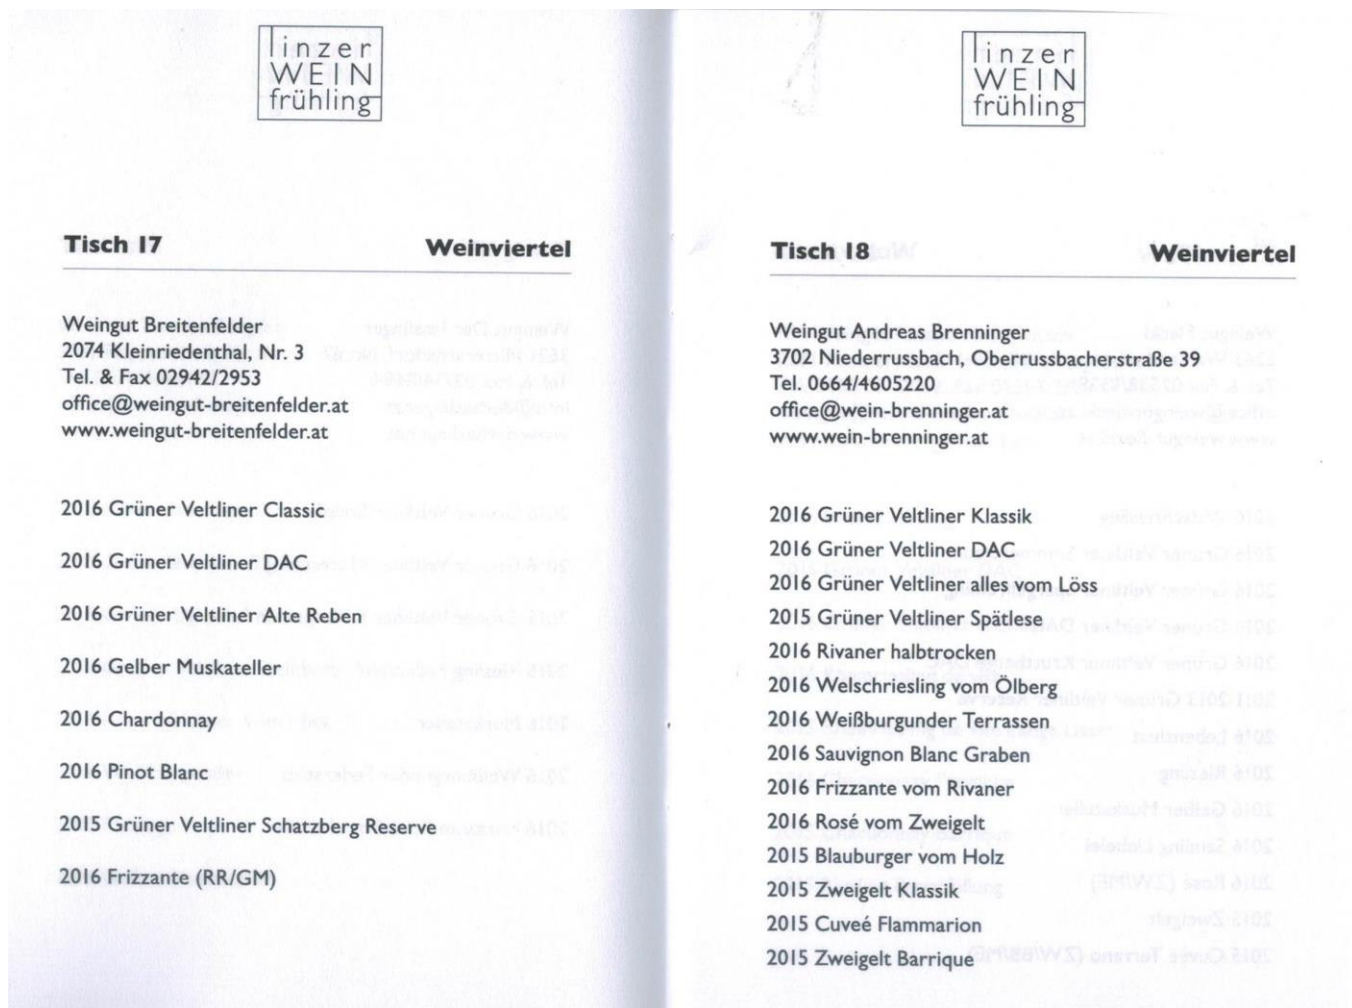 linzer
WEIN
frühling
Tisch 17 Weinviertel
Weingut Breitenfelder
2074 Kleinriedenthal, Nr. 3
Tel. & Fax 02942/2953
office@weingut-breitenfelder.at
www.weingut-breitenfelder.at
2016 Grüner Veltliner Classic
2016 Grüner Veltliner DAC
2016 Grüner Veltliner Alte Reben
2016 Gelber Muskateller
2016 Chardonnay
2016 Pinot Blanc
2015 Grüner Veltliner Schatzberg Reserve
2016 Frizzante (RR/GM)
linzer
WEIN
frühling
Tisch 18 Weinviertel
Weingut Andreas Brenninger
3702 Niederrussbach, Oberrussbacherstraße 39
Tel. 0664/4605220
office@wein-brenninger.at
www.wein-brenninger.at
2016 Grüner Veltliner Klassik
2016 Grüner Veltliner DAC
2016 Grüner Veltliner alles vom Löss
2015 Grüner Veltliner Spätlese
2016 Rivaner halbtrocken
2016 Welschriesling vom Ölberg
2016 Weißburgunder Terrassen
2016 Sauvignon Blanc Graben
2016 Frizzante vom Rivaner
2016 Rosé vom Zweigelt
2015 Blauburger vom Holz
2015 Zweigelt Klassik
2015 Cuveé Flammarion
2015 Zweigelt Barrique